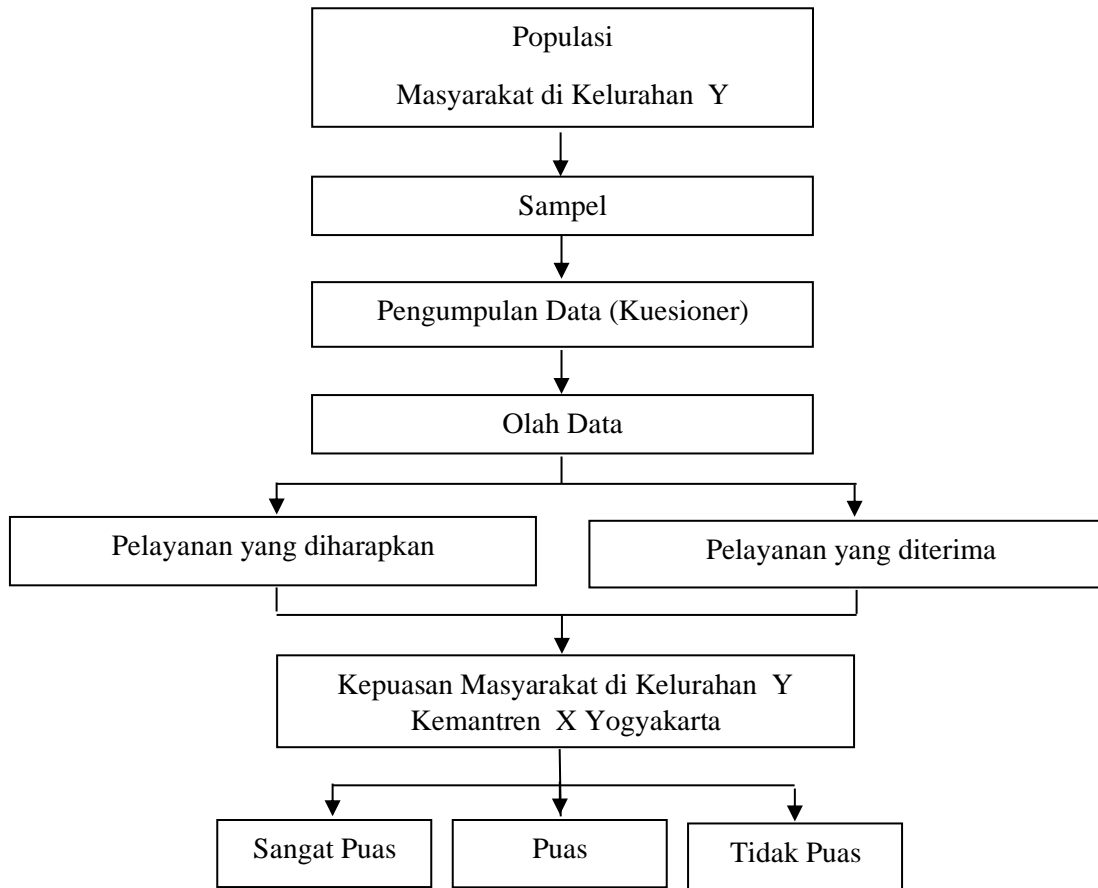 Populasi
Masyarakat di Kelurahan Y
Sampel
Pengumpulan Data (Kuesioner)
Olah Data
Pelayanan yang diharapkan
Pelayanan yang diterima
Kepuasan Masyarakat di Kelurahan Y
Kemantren X Yogyakarta
Sangat Puas
Puas
Tidak Puas